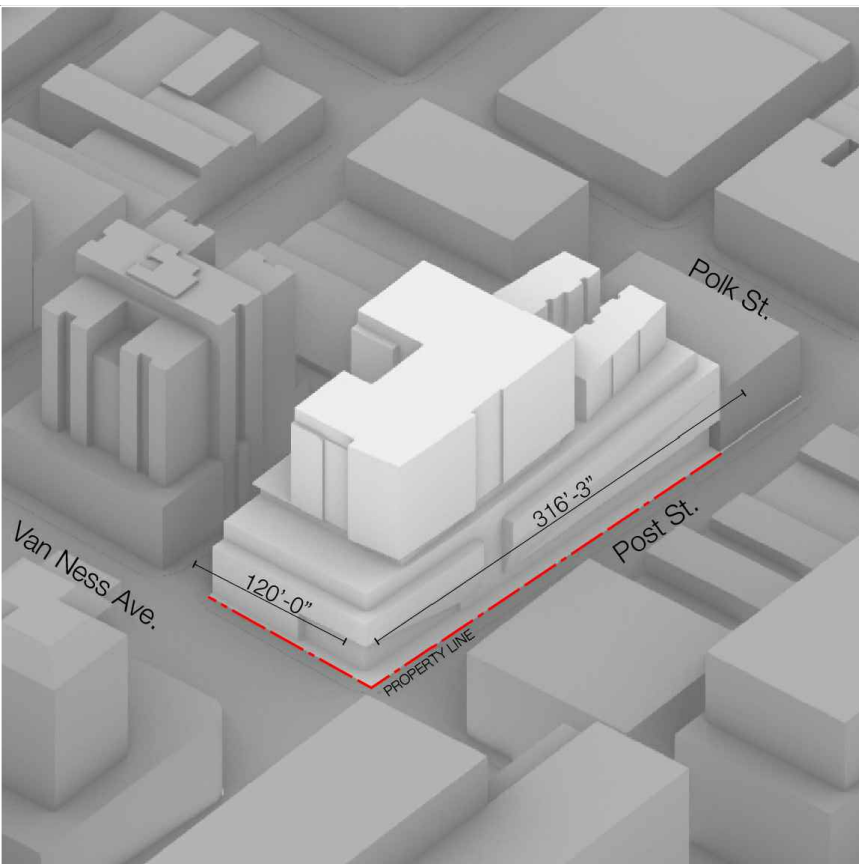 Polk St.
316’-3”
Post St.
Van Ness Ave.
120’-0”
PROPERTY LINE